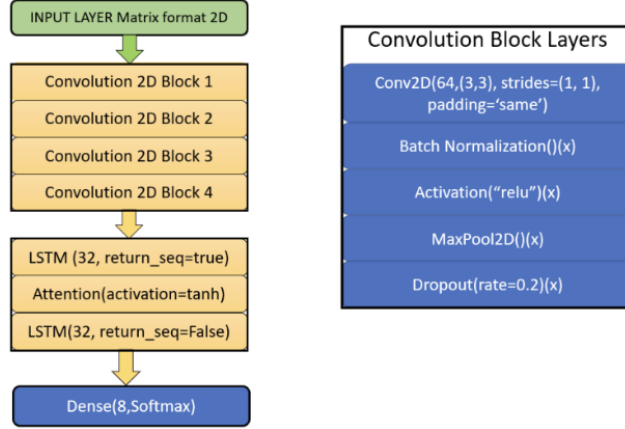 INPUT LAYER Matrix format 2D
Convolution 2D Block 1
Convolution 2D Block 2
Convolution 2D Block 3
Convolution 2D Block 4
LSTM (32, return_seq=true)
Attention(activation=tanh)
LSTM(32, return_seq=False)
Dense(8,Softmax)
Convolution Block Layers
Conv2D(64,(3,3), strides=(1, 1),
padding=‘same’)
Batch Normalization()(x)
Activation(“relu”)(x)
MaxPool2D()(x)
Dropout(rate=0.2)(x)